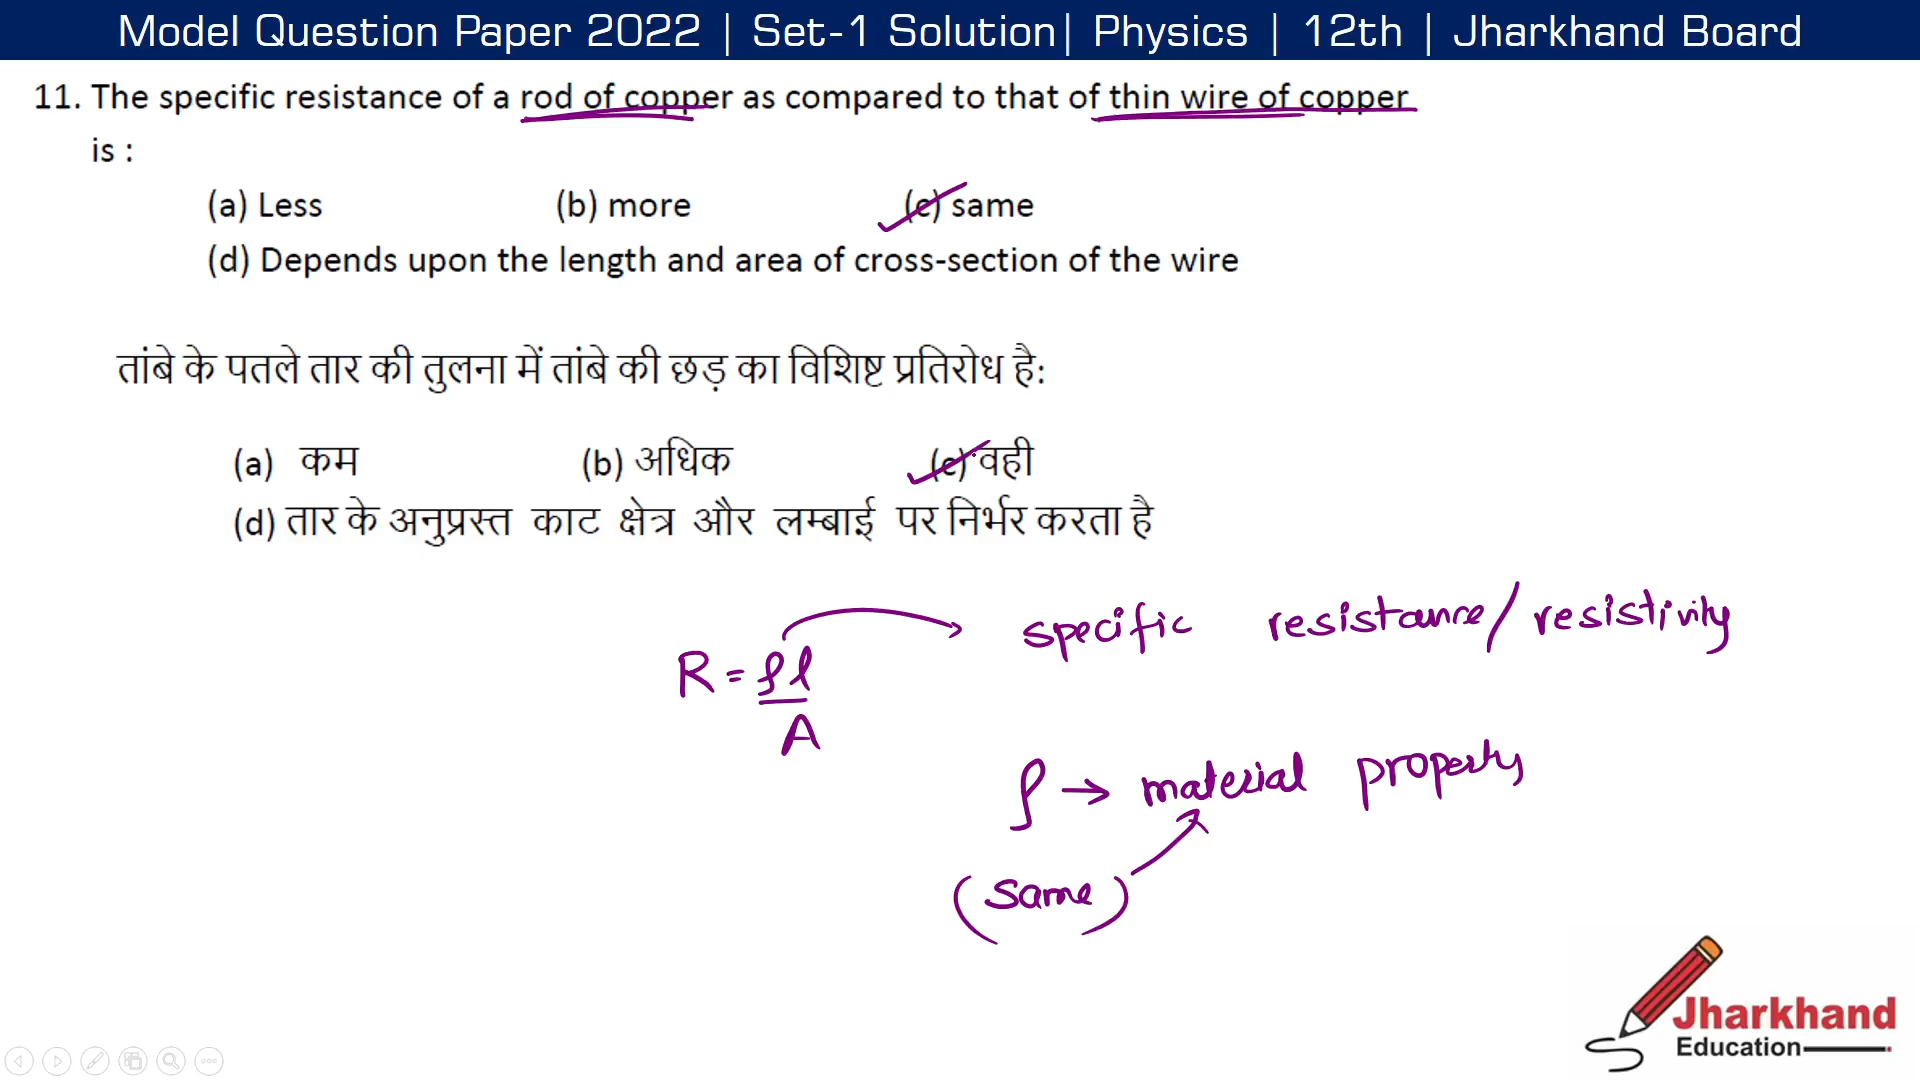 Model Question Paper 2022 | Set-1 Solution| Physics | 12th | Jharkhand Board
11. The specific resistance of a rod of copper as compared to that of thin wire of copper
is :
(a) Less (b) more (c) same
(d) Depends upon the length and area of cross-section of the wire
तांबे के पतले तार की तुलना में तांबे की छड़ का विशिष्ट प्रतिरोध है:
(a) कम (b) अधिक (c) वही
(d) तार के अनुप्रस्त काट क्षेत्र और लम्बाई पर निर्भर करता है
specific resistance/resistivity
R = ρl
A
ρ → material property
(same)
Jharkhand
Education